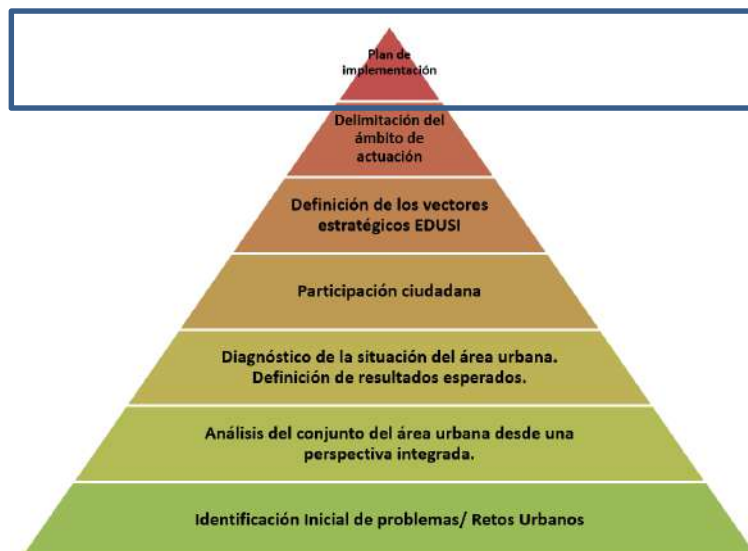 Plan de
implementación
Delimitación del
ámbito de
actuación
Definición de los vectores
estratégicos EDUSI
Participación ciudadana
Diagnóstico de la situación del área urbana.
Definición de resultados esperados.
Análisis del conjunto del área urbana desde una
perspectiva integrada.
Identificación Inicial de problemas/ Retos Urbanos